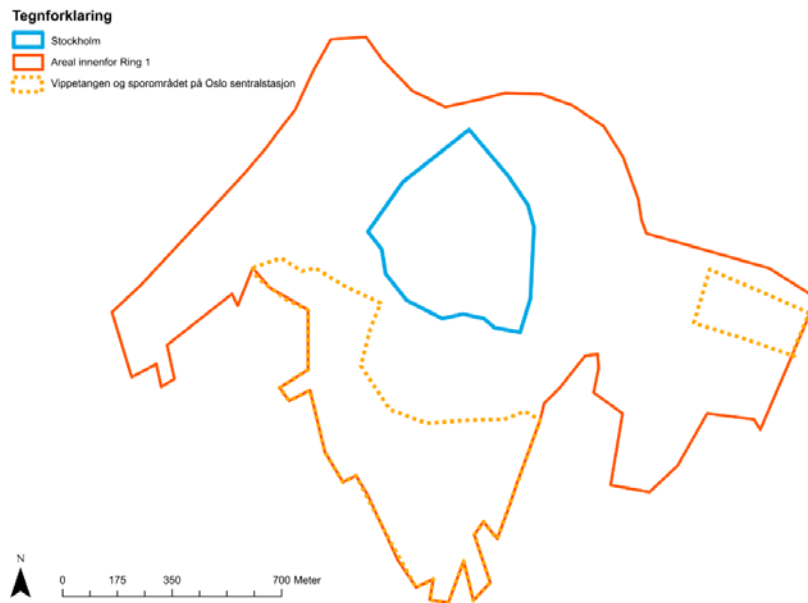 Tegnforklaring
Stockholm
Areal innenfor Ring 1
Vippetangen og sporområdet på Oslo sentralstasjon
N
0 175 350 700 Meter